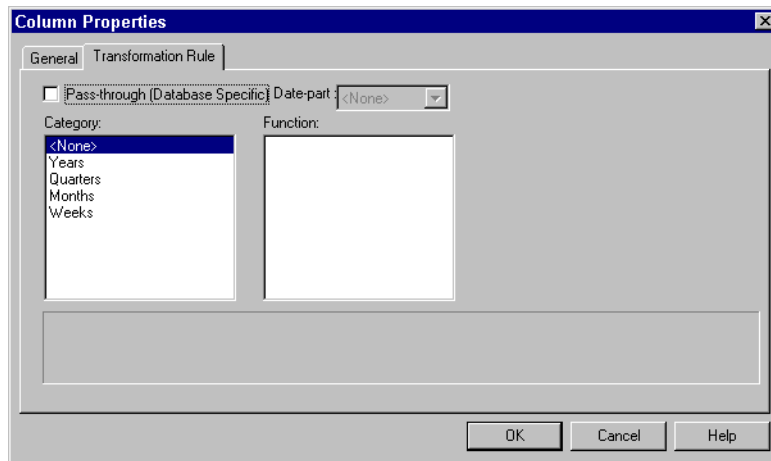 Column Properties
General
Transformation Rule
Pass-through (Database Specific) Date-part : <None>
Category:
Function:
<None>
Years
Quarters
Months
Weeks
OK
Cancel
Help